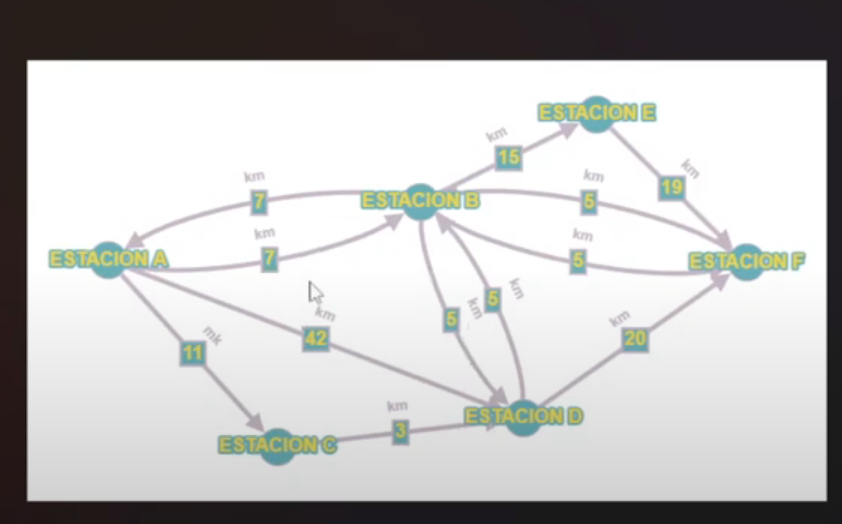 ESTACION E
km
15
km
km
km
7
5
19
ESTACION B
km
km
7
5
ESTACION A
ESTACION F
km
5
km
5
km
km
mk
42
20
11
km
3
ESTACION D
ESTACION C